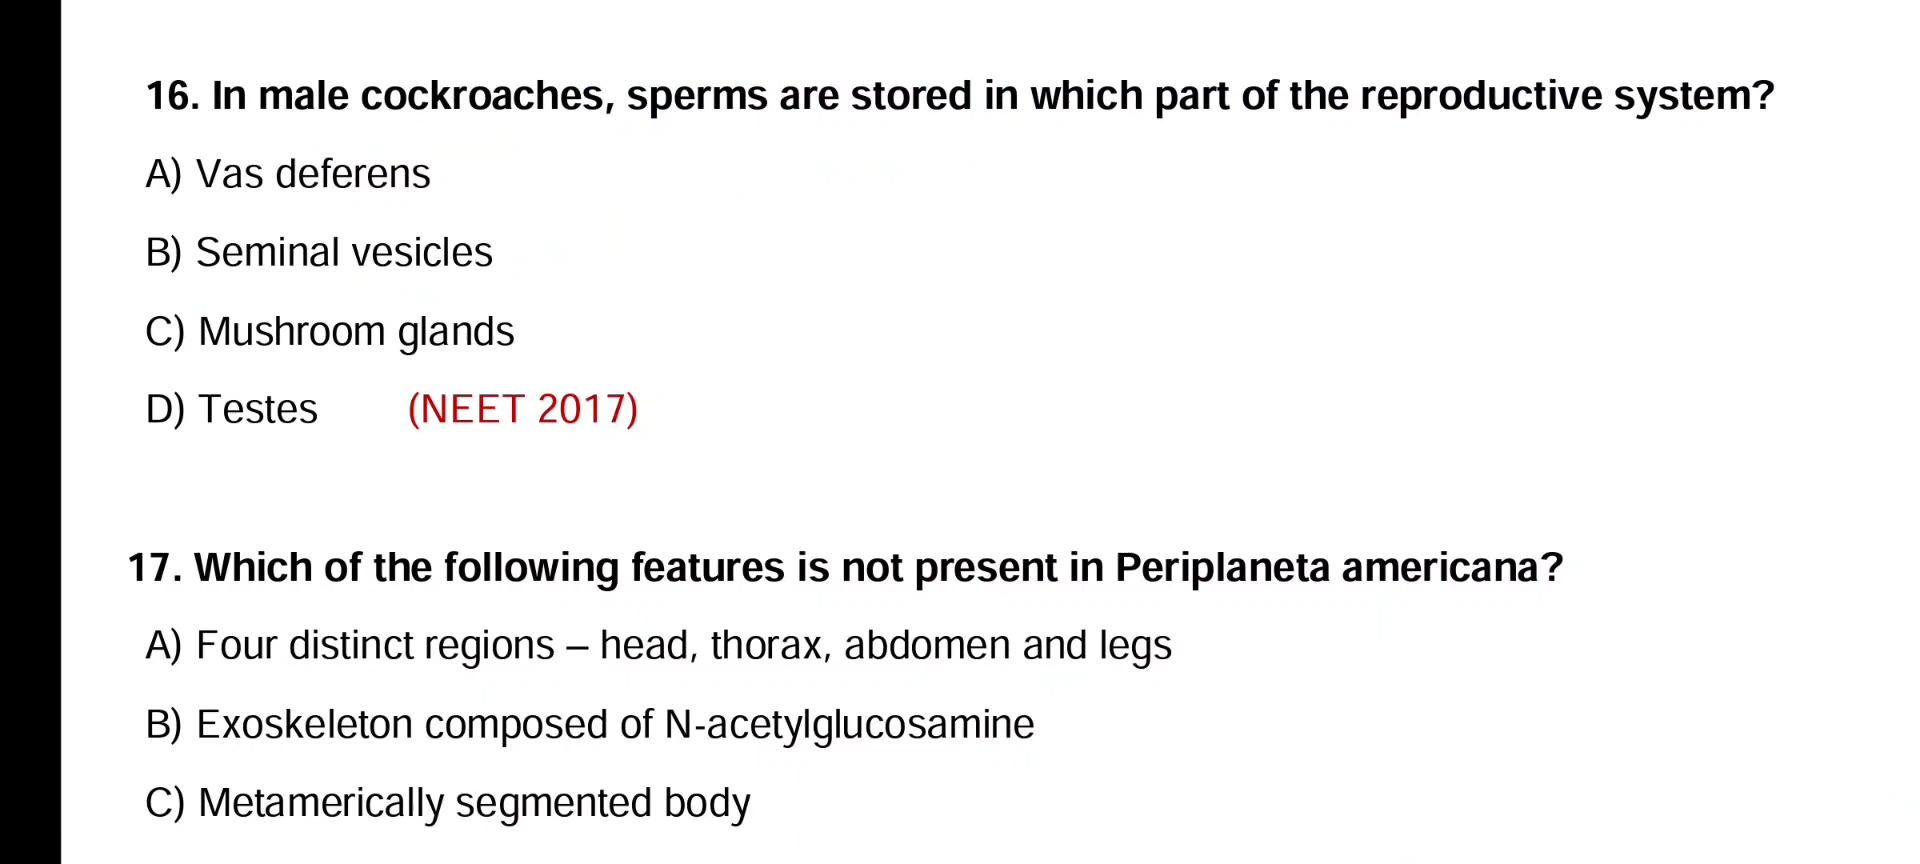 16. In male cockroaches, sperms are stored in which part of the reproductive system?
A) Vas deferens
B) Seminal vesicles
C) Mushroom glands
D) Testes (NEET 2017)
17. Which of the following features is not present in Periplaneta americana?
A) Four distinct regions – head, thorax, abdomen and legs
B) Exoskeleton composed of N-acetylglucosamine
C) Metamerically segmented body